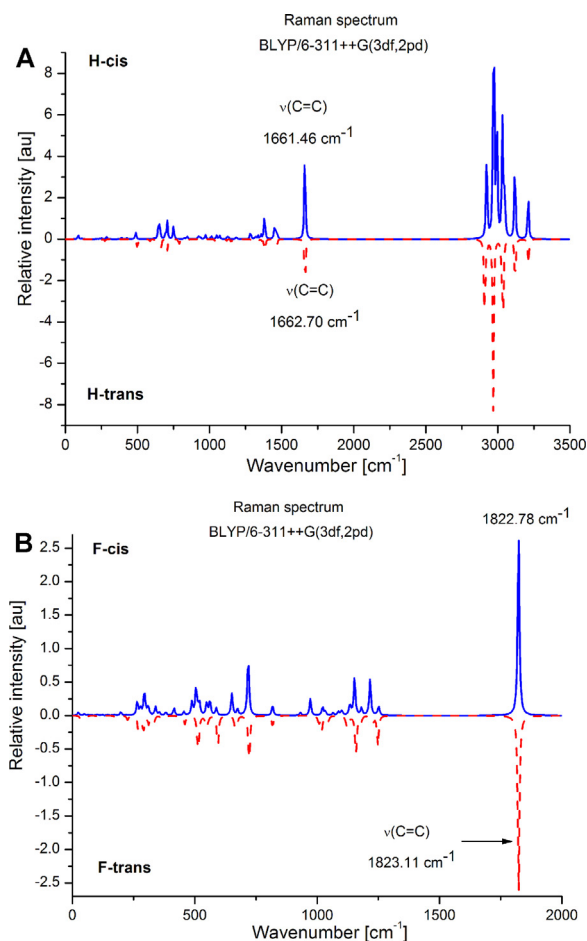 Raman spectrum
BLYP/6-311++G(3df,2pd)
A
H-cis
ν(C=C)
1661.46 cm⁻¹
ν(C=C)
1662.70 cm⁻¹
H-trans
Relative intensity [au]
8
6
4
2
0
-2
-4
-6
-8
0 500 1000 1500 2000 2500 3000 3500
Wavenumber [cm⁻¹]
Raman spectrum
BLYP/6-311++G(3df,2pd)
1822.78 cm⁻¹
B
F-cis
ν(C=C)
1823.11 cm⁻¹
F-trans
Relative intensity [au]
2.5
2.0
1.5
1.0
0.5
0.0
-0.5
-1.0
-1.5
-2.0
-2.5
0 500 1000 1500 2000
Wavenumber [cm⁻¹]